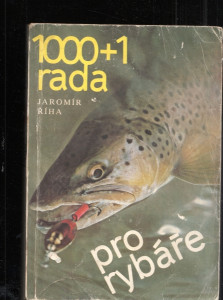 1000+1
rada
JAROMÍR
ŘÍHA
pro
rybáře